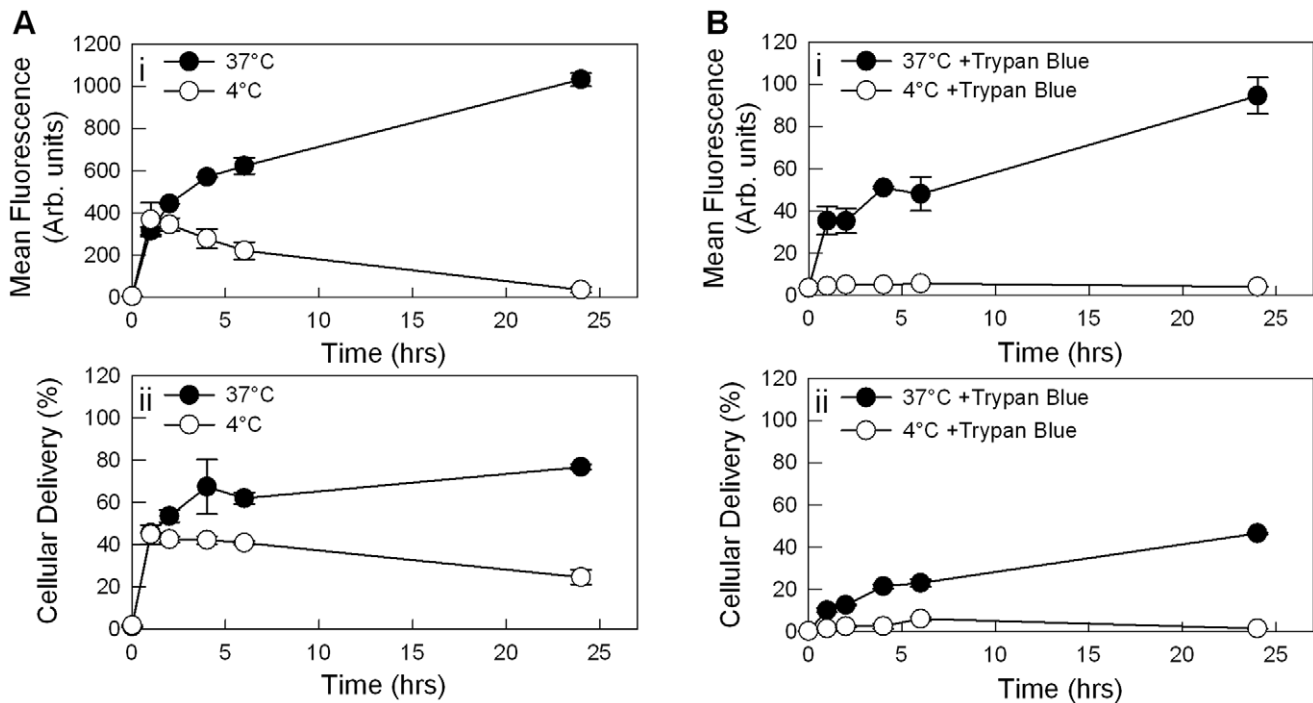 A
i
37°C
4°C
Mean Fluorescence
(Arb. units)
1200
1000
800
600
400
200
0
0 5 10 15 20 25
Time (hrs)
ii
37°C
4°C
Cellular Delivery (%)
120
100
80
60
40
20
0
0 5 10 15 20 25
Time (hrs)
B
i
37°C +Trypan Blue
4°C +Trypan Blue
Mean Fluorescence
(Arb. units)
120
100
80
60
40
20
0
0 5 10 15 20 25
Time (hrs)
ii
37°C +Trypan Blue
4°C +Trypan Blue
Cellular Delivery (%)
120
100
80
60
40
20
0
0 5 10 15 20 25
Time (hrs)